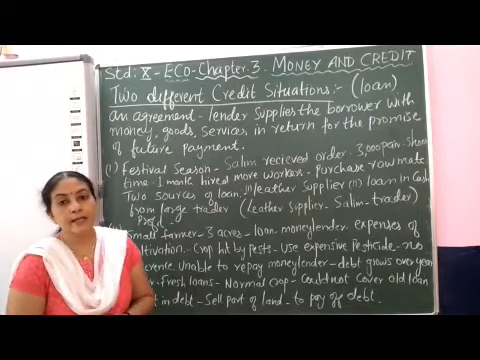 Std: X - ECO - Chapter.3. MONEY AND CREDIT
Two different Credit Situations:- (loan)
an agreement - lender supplies the borrower with
money, goods, services in return for the promise
of future payment.
(1) Festival Season - Salim recieved order 3,000 pair - Shoes
time - 1 month hired more worker - Purchase raw mate
Two sources of loan: (i) leather Supplier (ii) loan in Cash
from large trader (Leather Supplier - Salim - trader)
Profit.
Small farmer - 3 acres - loan - moneylender - expenses of
ltivation. - Crop hit by pests - Use expensive Pesticide - no
erence. Unable to repay moneylender - debt grows over year
Fresh loans - Normal Crop - Could not Cover old loan
t in debt - Sell part of land - to pay off debt.